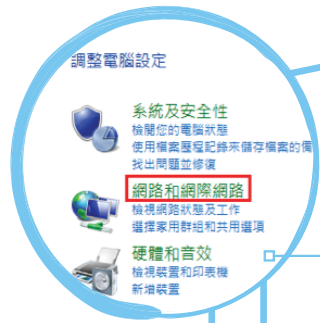 調整電腦設定
系統及安全性
檢閱您的電腦狀態
使用檔案歷程記錄來儲存檔案的備
找出問題並修復
網路和網際網路
檢視網路狀態及工作
選擇家用群組和共用選項
硬體和音效
檢視裝置和印表機
新增裝置